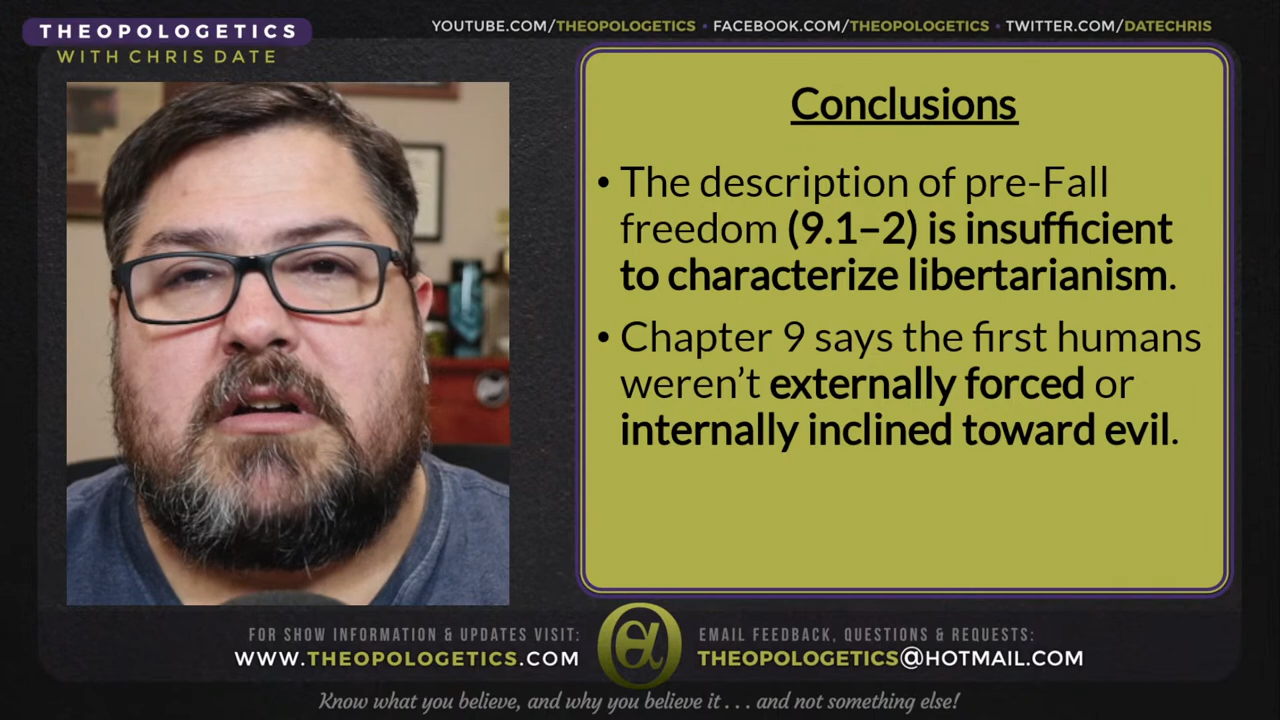 THEOPOLOGETICS
WITH CHRIS DATE
YOUTUBE.COM/THEOPOLOGETICS • FACEBOOK.COM/THEOPOLOGETICS • TWITTER.COM/DATECHRIS
Conclusions
• The description of pre-Fall
freedom (9.1–2) is insufficient
to characterize libertarianism.
• Chapter 9 says the first humans
weren’t externally forced or
internally inclined toward evil.
FOR SHOW INFORMATION & UPDATES VISIT:
WWW.THEOPOLOGETICS.COM
EMAIL FEEDBACK, QUESTIONS & REQUESTS:
THEOPOLOGETICS@HOTMAIL.COM
Know what you believe, and why you believe it . . . and not something else!